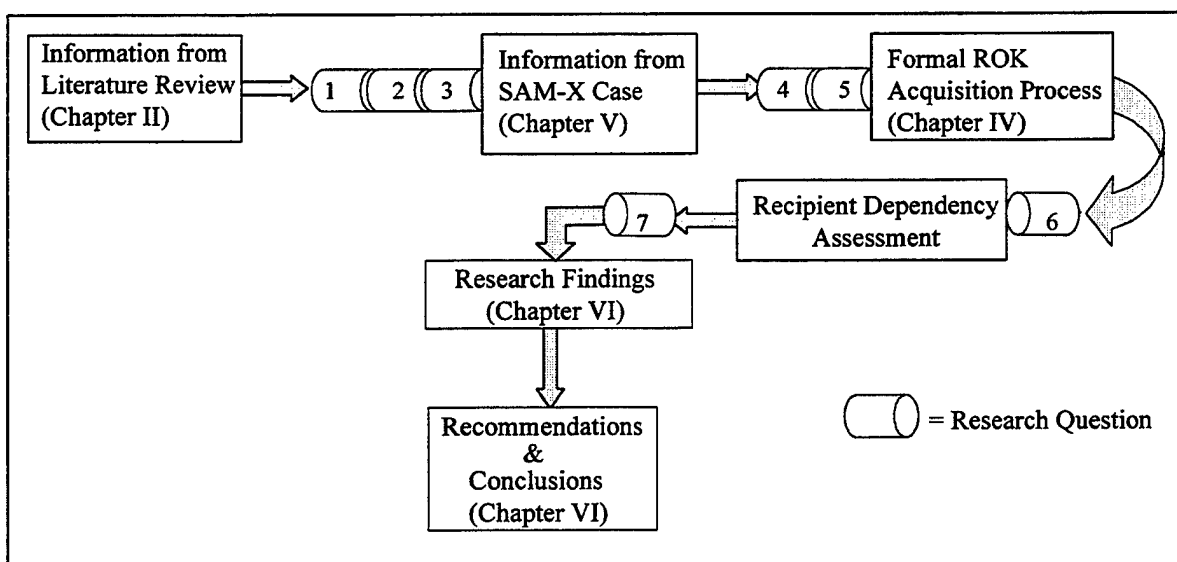 Information from
Literature Review
(Chapter II)
1 2 3
Information from
SAM-X Case
(Chapter V)
4 5
Formal ROK
Acquisition Process
(Chapter IV)
6
Recipient Dependency
Assessment
7
Research Findings
(Chapter VI)
Recommendations
&
Conclusions
(Chapter VI)
= Research Question